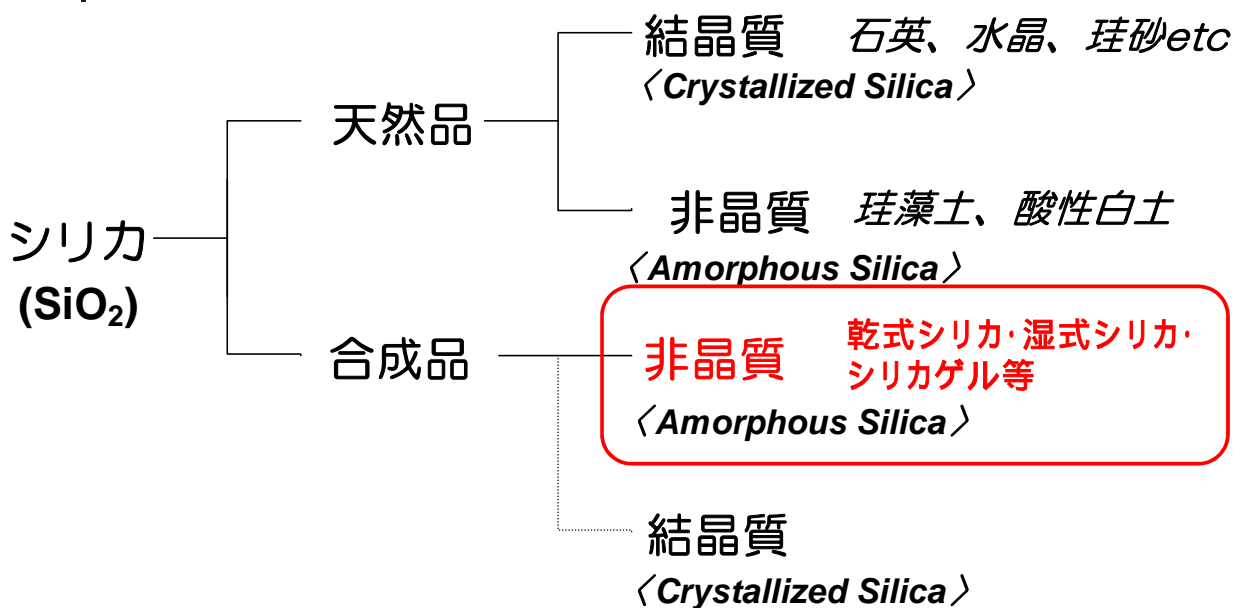 結晶質 石英、水晶、珪砂etc
〈Crystallized Silica〉
天然品
非晶質 珪藻土、酸性白土
〈Amorphous Silica〉
シリカ
(SiO₂)
合成品
非晶質 乾式シリカ・湿式シリカ・
シリカゲル等
〈Amorphous Silica〉
結晶質
〈Crystallized Silica〉